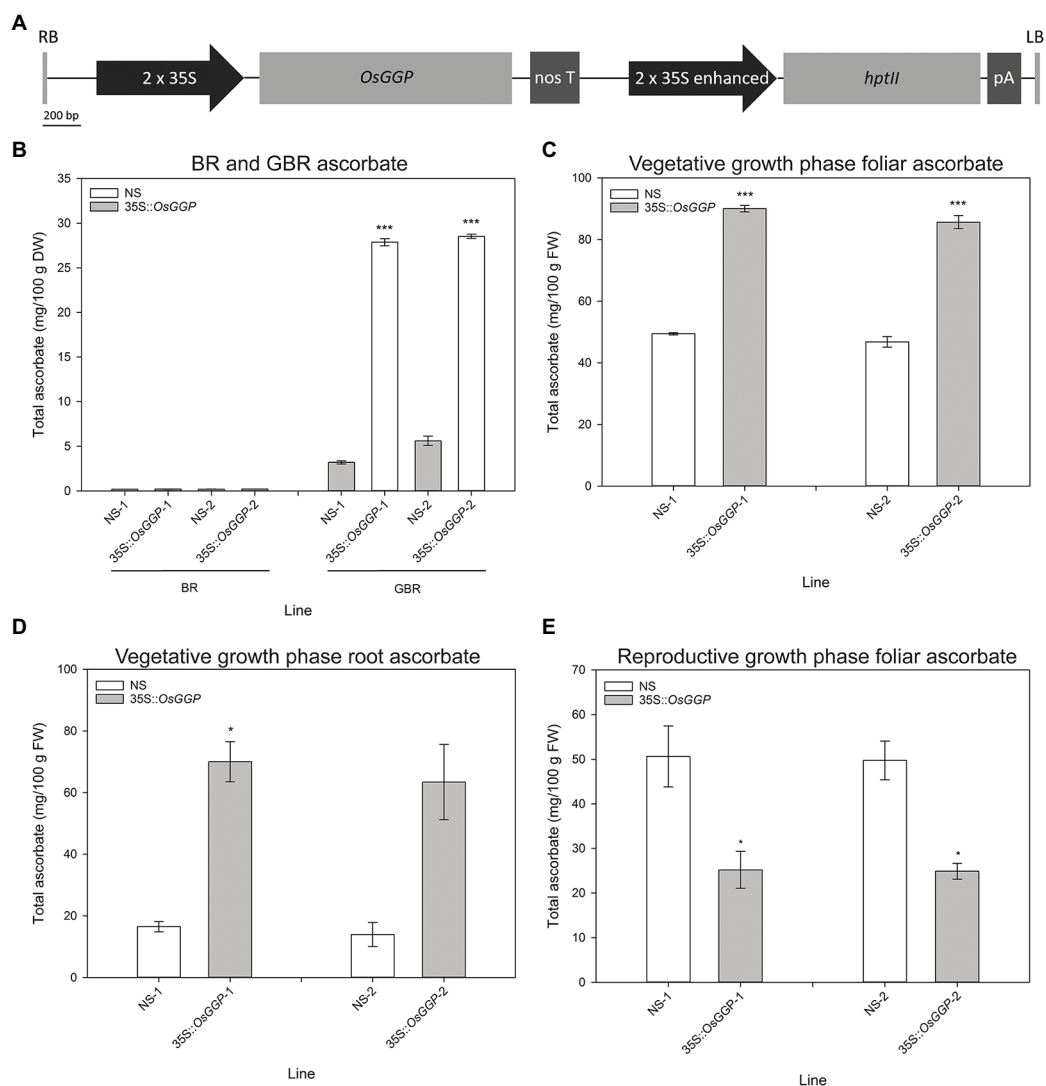 A
RB
LB
2 x 35S
OsGGP
nos T
2 x 35S enhanced
hptII
pA
200 bp
B
BR and GBR ascorbate
NS
35S::OsGGP
Total ascorbate (mg/100 g DW)
35
30
25
20
15
10
5
0
***
***
NS-1
35S::OsGGP-1
NS-2
35S::OsGGP-2
NS-1
35S::OsGGP-1
NS-2
35S::OsGGP-2
BR
GBR
Line
C
Vegetative growth phase foliar ascorbate
NS
35S::OsGGP
Total ascorbate (mg/100 g FW)
100
80
60
40
20
0
***
***
NS-1
35S::OsGGP-1
NS-2
35S::OsGGP-2
Line
D
Vegetative growth phase root ascorbate
NS
35S::OsGGP
Total ascorbate (mg/100 g FW)
100
80
60
40
20
0
*
NS-1
35S::OsGGP-1
NS-2
35S::OsGGP-2
Line
E
Reproductive growth phase foliar ascorbate
NS
35S::OsGGP
Total ascorbate (mg/100 g FW)
70
60
50
40
30
20
10
0
*
*
NS-1
35S::OsGGP-1
NS-2
35S::OsGGP-2
Line